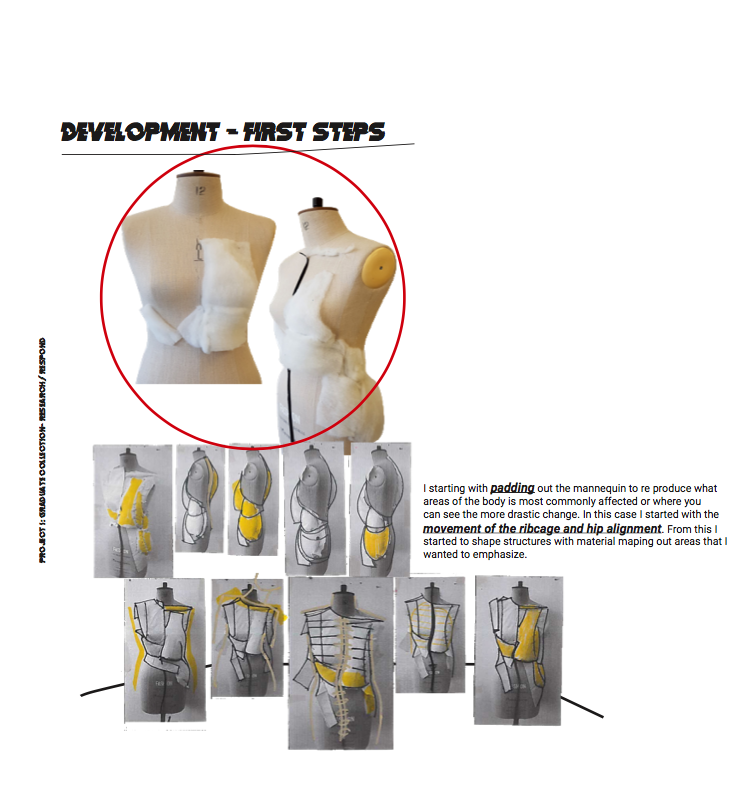 DEVELOPMENT - FIRST STEPS
12
PROJECT 1: GRADUATE COLLECTION- RESEARCH / RESPOND
I starting with padding out the mannequin to re produce what
areas of the body is most commonly affected or where you
can see the more drastic change. In this case I started with the
movement of the ribcage and hip alignment. From this I
started to shape structures with material maping out areas that I
wanted to emphasize.